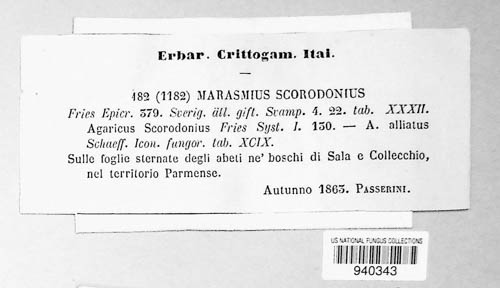 Erbar. Crittogam. Ital.
—
482 (1182) MARASMIUS SCORODONIUS
Fries Epicr. 379. Sverig. ätl. gift. Svamp. 4. 22. tab. XXXII.
Agaricus Scorodonius Fries Syst. I. 130. — A. alliatus
Schaeff. Icon. fungor. tab. XCIX.
Sulle foglie sternate degli abeti ne' boschi di Sala e Collecchio,
nel territorio Parmense.
Autunno 1863. PASSERINI.
US NATIONAL FUNGUS COLLECTIONS
940343